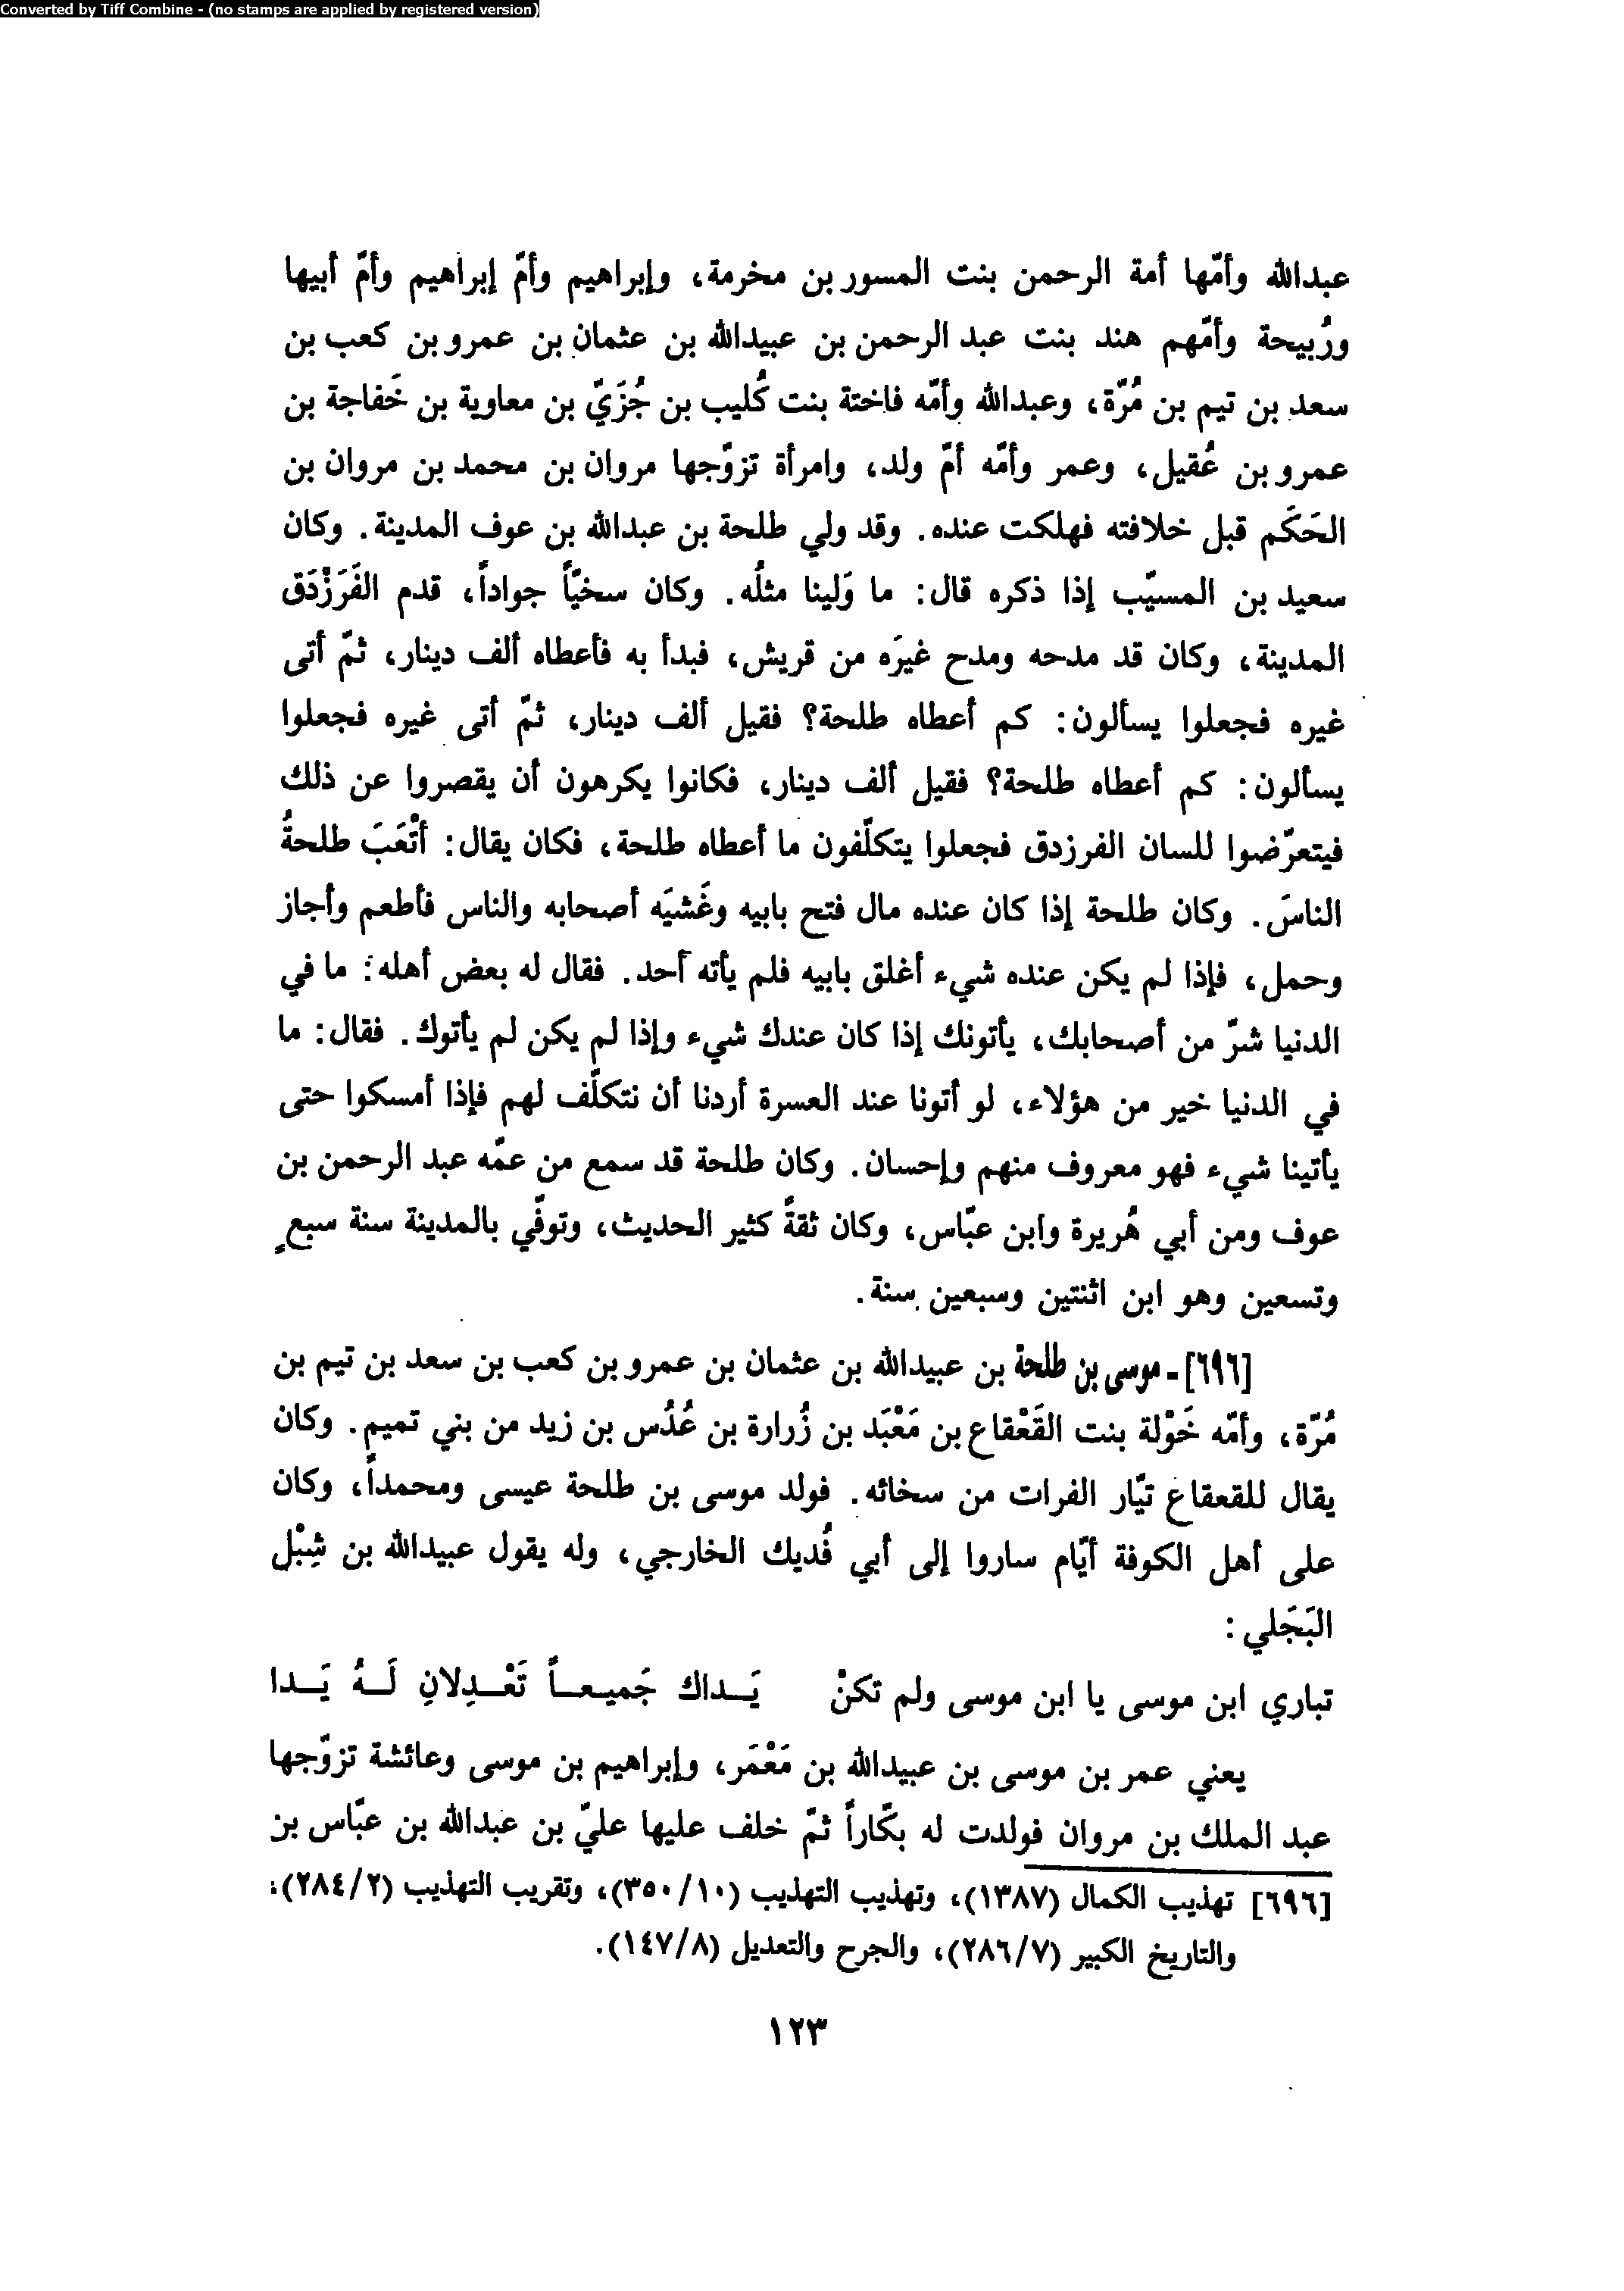 Converted by Tiff Combine - (no stamps are applied by registered version)
عبدالله وأمّها أمة الرحمن بنت المسور بن مخرمة، وإبراهيم وأمّ إبراهيم وأمّ أبيها
ورُبيحة وأمّهم هند بنت عبد الرحمن بن عبيدالله بن عثمان بن عمرو بن كعب بن
سعد بن تيم بن مُرّة، وعبدالله وأمّه فاختة بنت كُليب بن جُزَيّ بن معاوية بن خَفاجة بن
عمرو بن عُقيل، وعمر وأمّه أمّ ولد، وامرأة تزوّجها مروان بن محمد بن مروان بن
الحَكَم قبل خلافته فهلكت عنده. وقد ولي طلحة بن عبدالله بن عوف المدينة. وكان
سعيد بن المسيّب إذا ذكره قال: ما وَلينا مثلُه. وكان سخيّاً جواداً، قدم الفَرَزْدَق
المدينة، وكان قد مدحه ومدح غيرَه من قريش، فبدأ به فأعطاه ألف دينار، ثمّ أتى
غيره فجعلوا يسألون: كم أعطاه طلحة؟ فقيل ألف دينار، ثمّ أتى غيره فجعلوا
يسألون: كم أعطاه طلحة؟ فقيل ألف دينار، فكانوا يكرهون أن يقصروا عن ذلك
فيتعرّضوا للسان الفرزدق فجعلوا يتكلّفون ما أعطاه طلحة، فكان يقال: أتْعَبَ طلحةُ
الناسَ. وكان طلحة إذا كان عنده مال فتح بابيه وغَشيَه أصحابه والناس فأطعم وأجاز
وحمل، فإذا لم يكن عنده شيء أغلق بابيه فلم يأته أحد. فقال له بعض أهله: ما في
الدنيا شرّ من أصحابك، يأتونك إذا كان عندك شيء وإذا لم يكن لم يأتوك. فقال: ما
في الدنيا خير من هؤلاء، لو أتونا عند العسرة أردنا أن نتكلّف لهم فإذا أمسكوا حتى
يأتينا شيء فهو معروف منهم وإحسان. وكان طلحة قد سمع من عمّه عبد الرحمن بن
عوف ومن أبي هُريرة وابن عبّاس، وكان ثقةً كثير الحديث، وتوفّي بالمدينة سنة سبعٍ
وتسعين وهو ابن اثنتين وسبعين سنة.
[٦٩٦] - موسى بن طلحة بن عبيدالله بن عثمان بن عمرو بن كعب بن سعد بن تيم بن
مُرّة، وأمّه خَوْلة بنت القَعْقاع بن مَعْبَد بن زُرارة بن عُدُس بن زيد من بني تميم. وكان
يقال للقعقاع تيّار الفرات من سخائه. فولد موسى بن طلحة عيسى ومحمداً، وكان
على أهل الكوفة أيّام ساروا إلى أبي فُديك الخارجي، وله يقول عبيدالله بن شِبْل
البَجَلي:
تباري ابن موسى يا ابن موسى ولم تكنْ يَــداك جَميـعــاً تَعْــدِلانِ لَــهُ يَــدا
يعني عمر بن موسى بن عبيدالله بن مَعْمَر، وإبراهيم بن موسى وعائشة تزوّجها
عبد الملك بن مروان فولدت له بكّاراً ثمّ خلف عليها عليّ بن عبدالله بن عبّاس بن
[٦٩٦] تهذيب الكمال (١٣٨٧)، وتهذيب التهذيب (٣٥٠/١٠)، وتقريب التهذيب (٢٨٤/٢)،
والتاريخ الكبير (٢٨٦/٧)، والجرح والتعديل (١٤٧/٨).
١٢٣